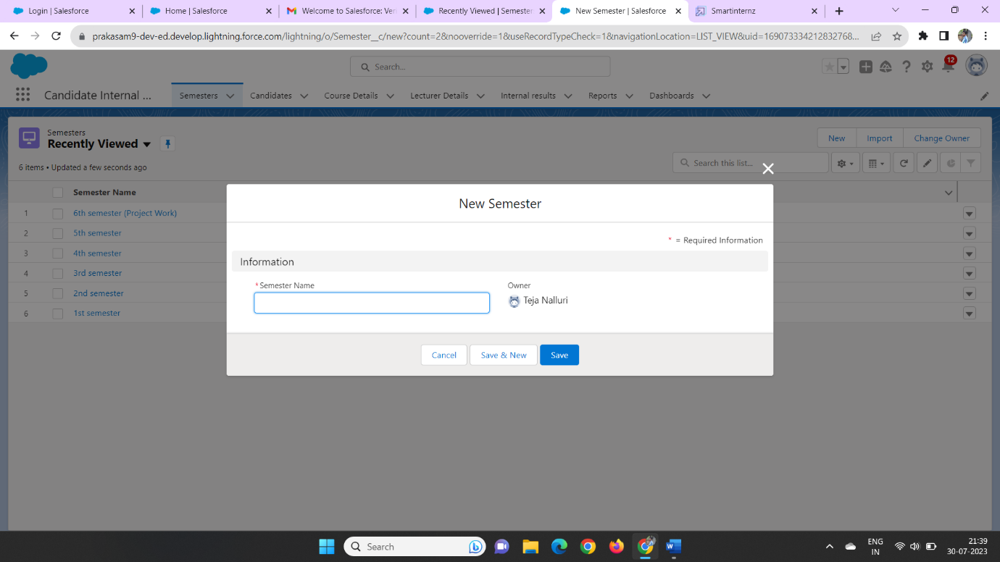 Login | Salesforce
Home | Salesforce
Welcome to Salesforce: Ver
Recently Viewed | Semester
New Semester | Salesforce
Smartinternz
prakasam9-dev-ed.develop.lightning.force.com/lightning/o/Semester__c/new?count=2&nooverride=1&useRecordTypeCheck=1&navigationLocation=LIST_VIEW&uid=169073334212832768...
Search...
12
Candidate Internal ...
Semesters
Candidates
Course Details
Lecturer Details
Internal results
Reports
Dashboards
Semesters
Recently Viewed
New
Import
Change Owner
6 items • Updated a few seconds ago
Search this list...
Semester Name
1 6th semester (Project Work)
2 5th semester
3 4th semester
4 3rd semester
5 2nd semester
6 1st semester
New Semester
* = Required Information
Information
* Semester Name
Owner
Teja Nalluri
Cancel
Save & New
Save
Search
ENG
IN
21:39
30-07-2023